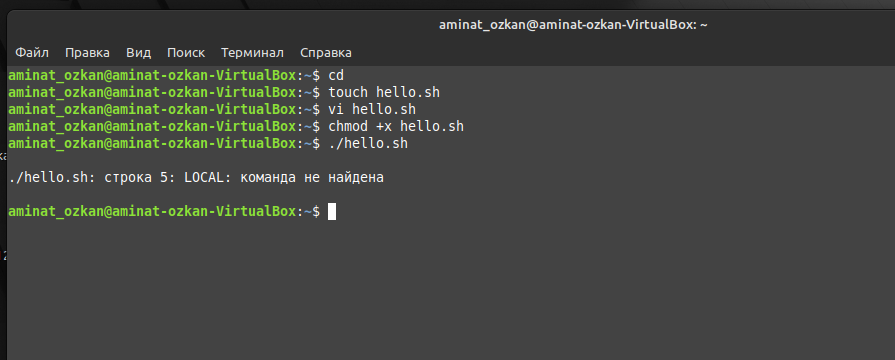 aminat_ozkan@aminat-ozkan-VirtualBox: ~
Файл Правка Вид Поиск Терминал Справка
aminat_ozkan@aminat-ozkan-VirtualBox:~$ cd
aminat_ozkan@aminat-ozkan-VirtualBox:~$ touch hello.sh
aminat_ozkan@aminat-ozkan-VirtualBox:~$ vi hello.sh
aminat_ozkan@aminat-ozkan-VirtualBox:~$ chmod +x hello.sh
aminat_ozkan@aminat-ozkan-VirtualBox:~$ ./hello.sh
./hello.sh: строка 5: LOCAL: команда не найдена
aminat_ozkan@aminat-ozkan-VirtualBox:~$